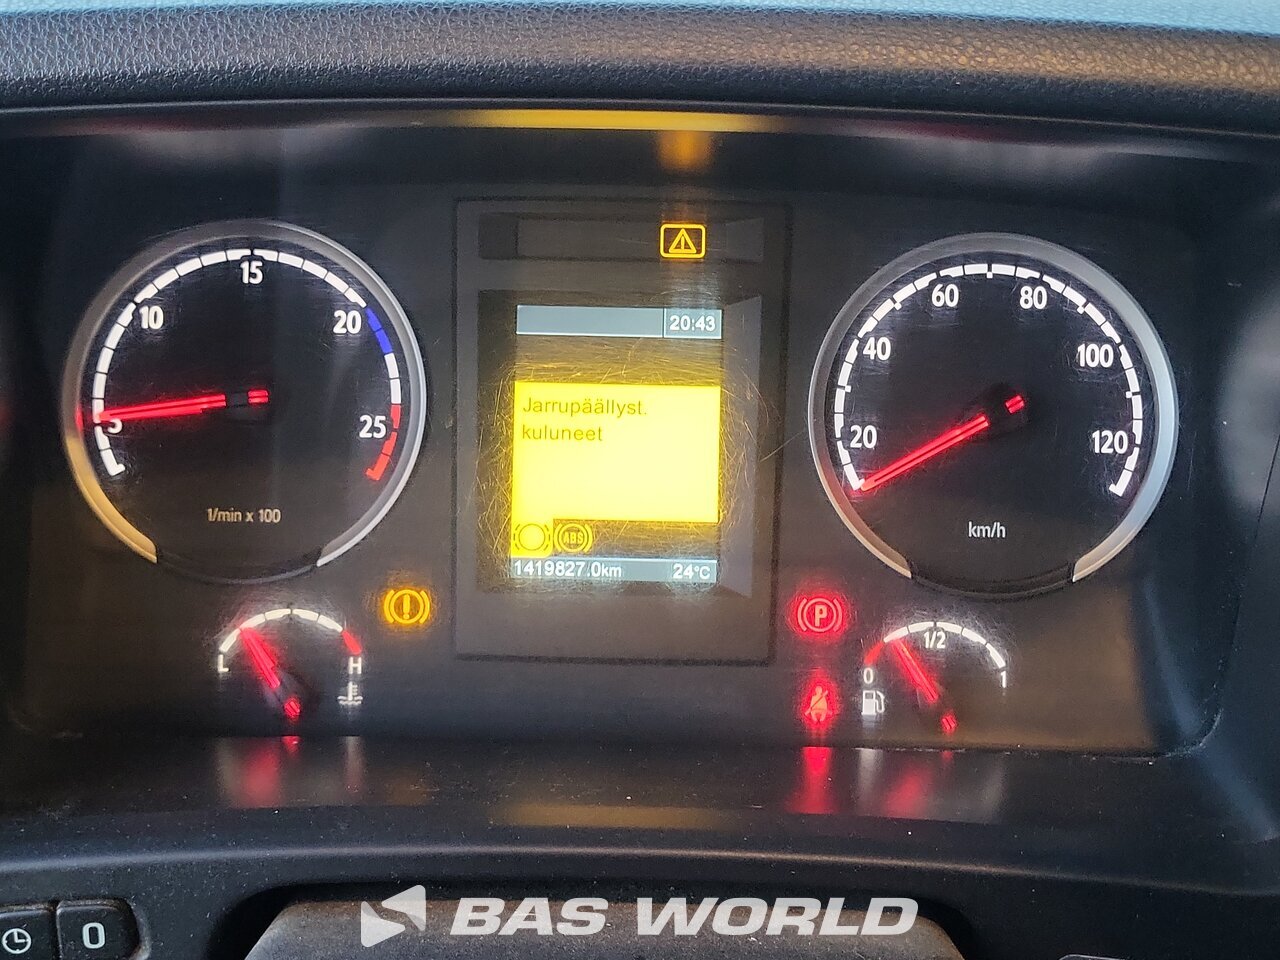 15
10
20
5
25
1/min x 100
L
H
20:43
Jarrupäällyst.
kuluneet
ABS
1419827.0km 24°C
60
80
40
100
20
120
km/h
P
1/2
0
1
0
BAS WORLD